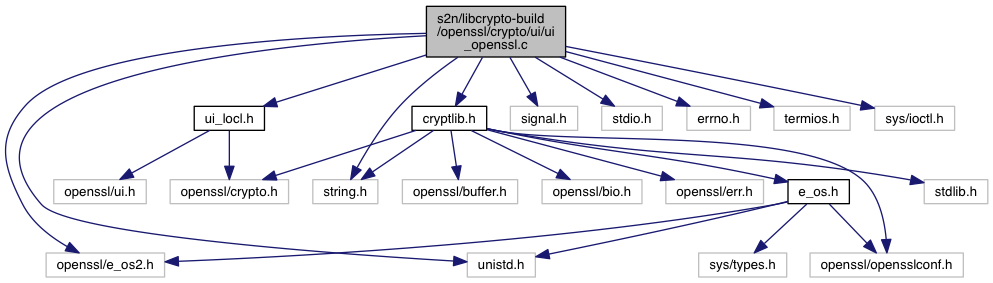 s2n/libcrypto-build
/openssl/crypto/ui/ui
_openssl.c
ui_locl.h
cryptlib.h
signal.h
stdio.h
errno.h
termios.h
sys/ioctl.h
openssl/ui.h
openssl/crypto.h
string.h
openssl/buffer.h
openssl/bio.h
openssl/err.h
e_os.h
stdlib.h
openssl/e_os2.h
unistd.h
sys/types.h
openssl/opensslconf.h